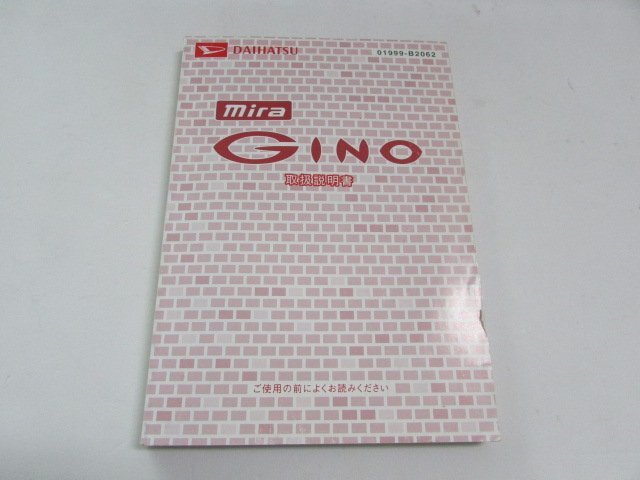 DAIHATSU
01999-B2062
mira
GINO
取扱説明書
ご使用の前によくお読みください